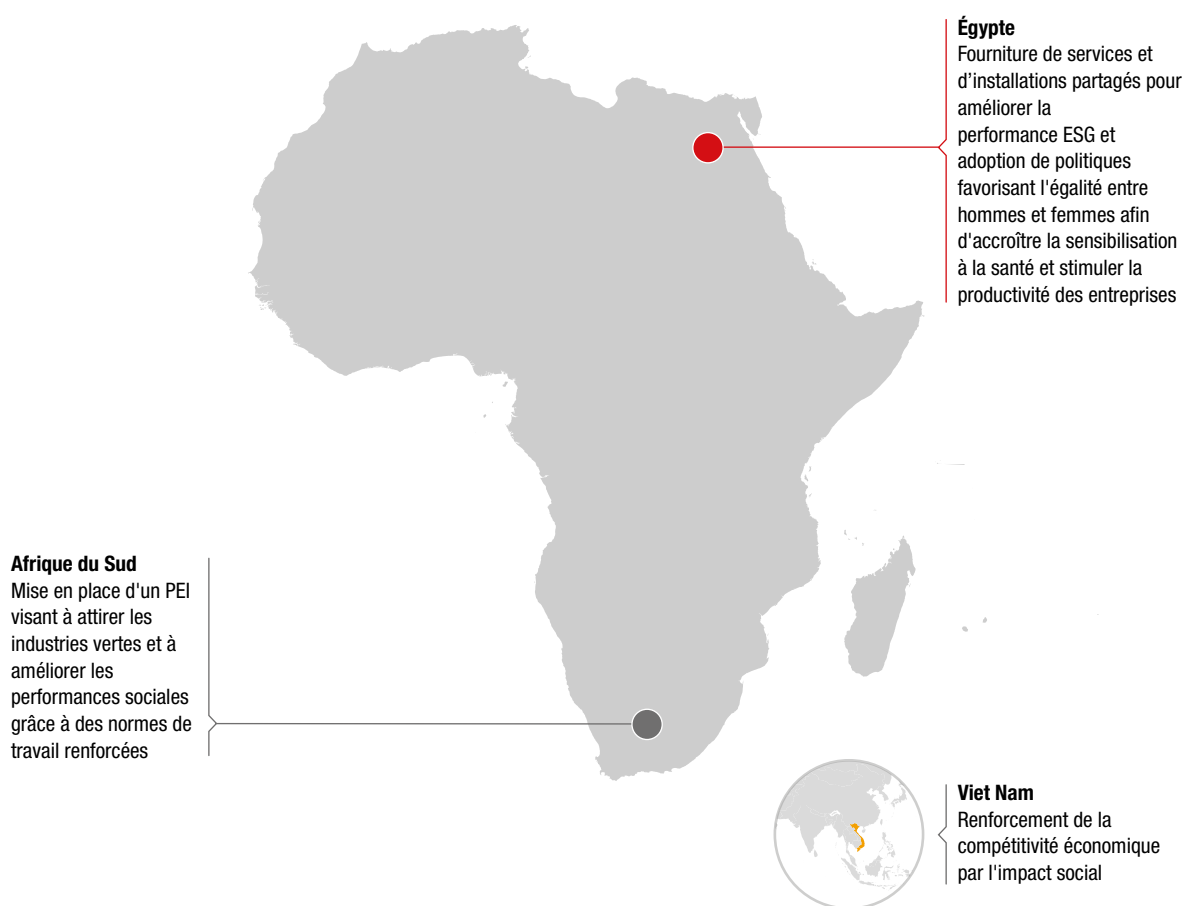 Égypte
Fourniture de services et
d’installations partagés pour
améliorer la
performance ESG et
adoption de politiques
favorisant l'égalité entre
hommes et femmes afin
d'accroître la sensibilisation
à la santé et stimuler la
productivité des entreprises
Afrique du Sud
Mise en place d'un PEI
visant à attirer les
industries vertes et à
améliorer les
performances sociales
grâce à des normes de
travail renforcées
Viet Nam
Renforcement de la
compétitivité économique
par l'impact social